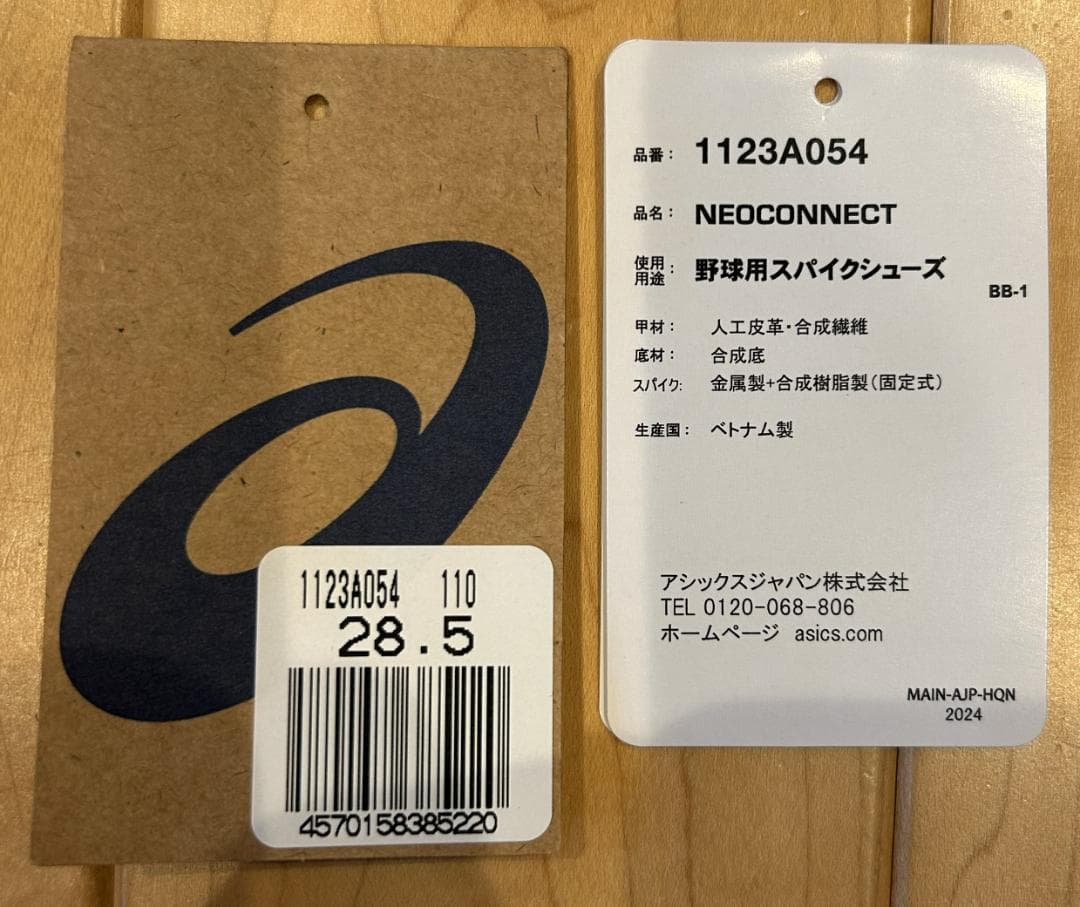 1123A054 110
28.5
4570158385220
品番： 1123A054
品名： NEOCONNECT
使用用途： 野球用スパイクシューズ
BB-1
甲材： 人工皮革・合成繊維
底材： 合成底
スパイク: 金属製+合成樹脂製(固定式)
生産国： ベトナム製
アシックスジャパン株式会社
TEL 0120-068-806
ホームページ asics.com
MAIN-AJP-HQN
2024